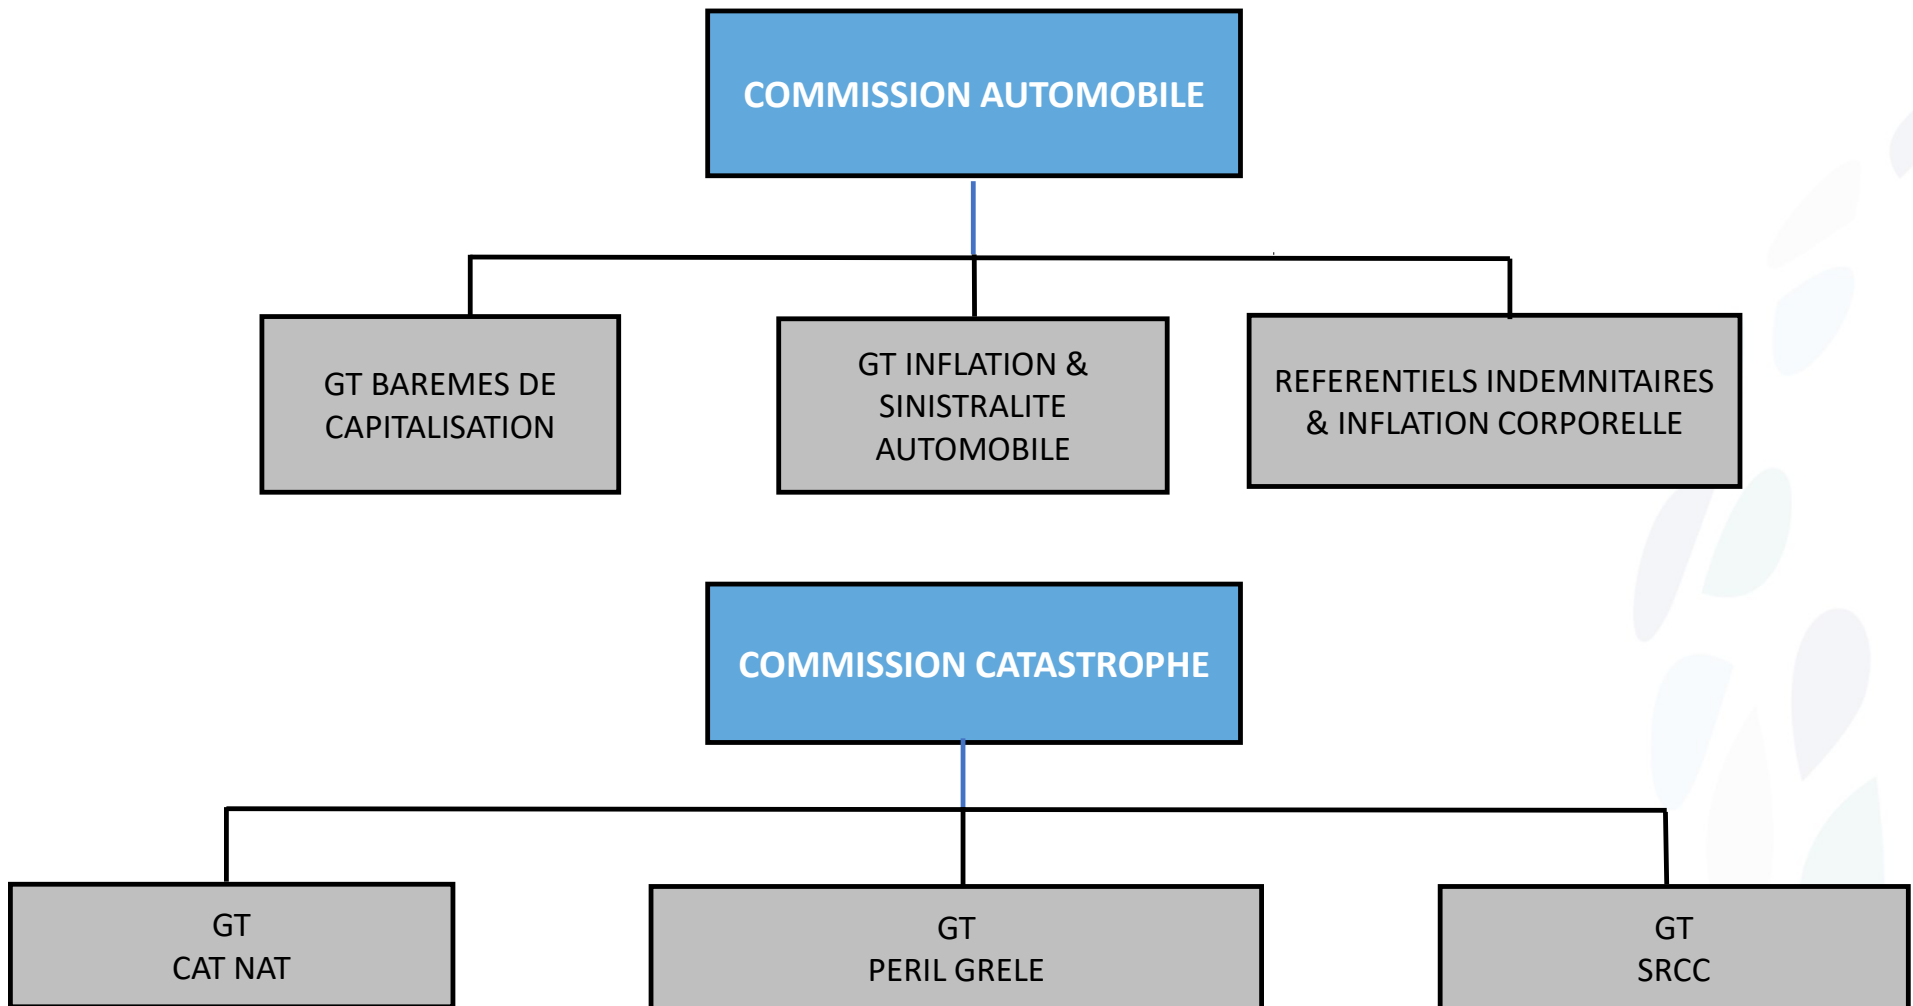 COMMISSION AUTOMOBILE
GT BAREMES DE
CAPITALISATION
GT INFLATION &
SINISTRALITE
AUTOMOBILE
REFERENTIELS INDEMNITAIRES
& INFLATION CORPORELLE
COMMISSION CATASTROPHE
GT
CAT NAT
GT
PERIL GRELE
GT
SRCC